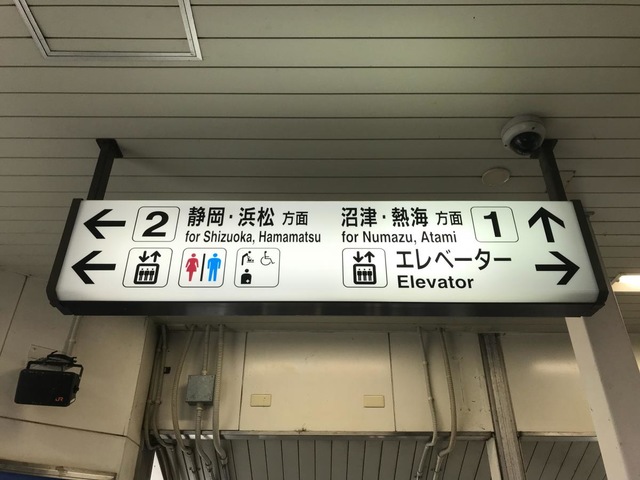 2 静岡・浜松 方面
for Shizuoka, Hamamatsu
沼津・熱海 方面 1
for Numazu, Atami
エレベーター
Elevator
JR